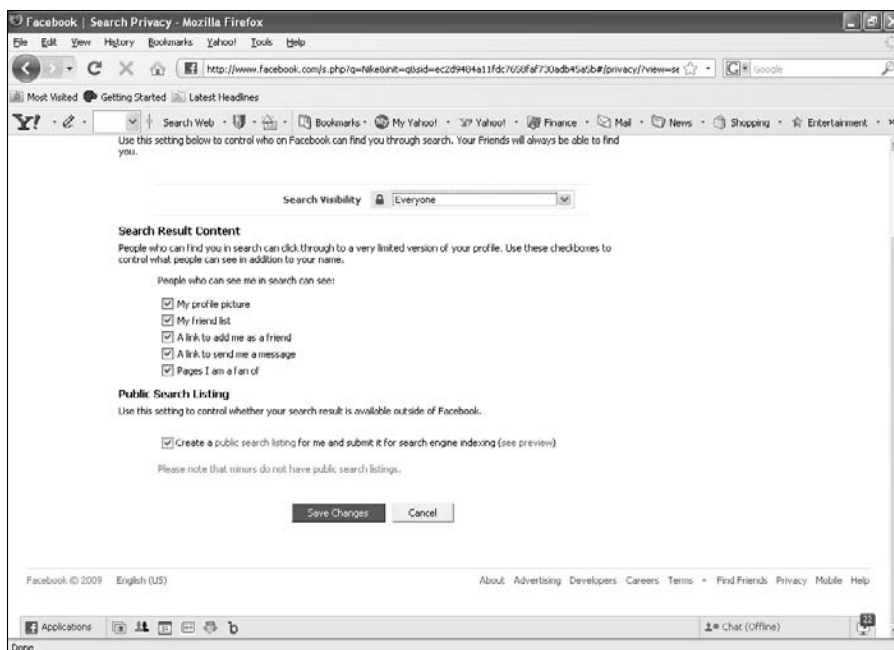 Facebook | Search Privacy - Mozilla Firefox
File Edit View History Bookmarks Yahoo! Tools Help
Google
Most Visited Getting Started Latest Headlines
Y! Search Web Bookmarks My Yahoo! Yahoo! Finance Mail News Shopping Entertainment
Use this setting below to control who on Facebook can find you through search. Your Friends will always be able to find
you.
Search Visibility Everyone
Search Result Content
People who can find you in search can click through to a very limited version of your profile. Use these checkboxes to
control what people can see in addition to your name.
People who can see me in search can see:
My profile picture
My friend list
A link to add me as a friend
A link to send me a message
Pages I am a fan of
Public Search Listing
Use this setting to control whether your search result is available outside of Facebook.
Create a public search listing for me and submit it for search engine indexing (see preview)
Please note that minors do not have public search listings.
Save Changes Cancel
Facebook © 2009 English (US) About Advertising Developers Careers Terms • Find Friends Privacy Mobile Help
Applications Chat (Offline) 22
Done